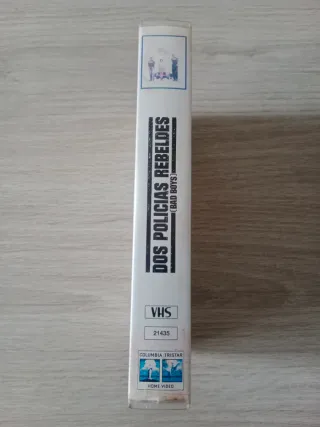 DOS POLICIAS REBELDES
(BAD BOYS)
VHS
21435
COLUMBIA TRISTAR
HOME VIDEO